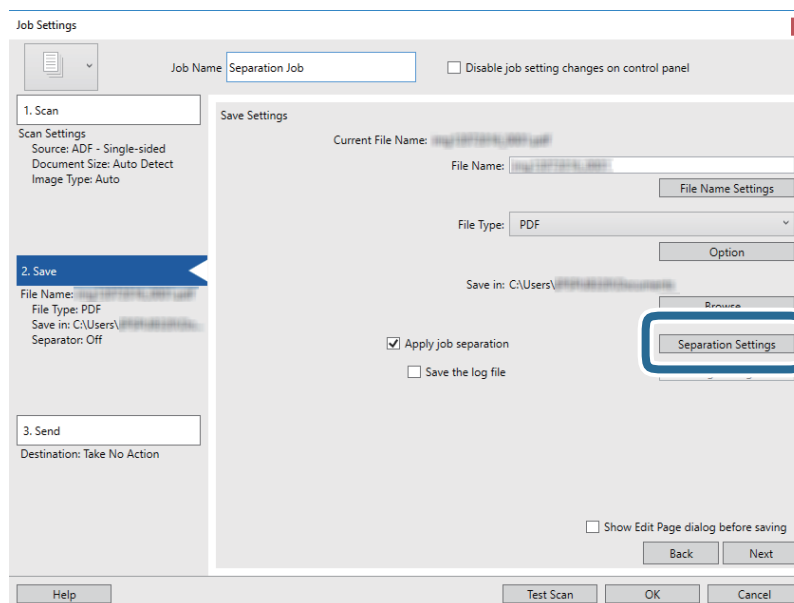 Job Settings
Job Name Separation Job
Disable job setting changes on control panel
1. Scan
Scan Settings
Source: ADF - Single-sided
Document Size: Auto Detect
Image Type: Auto
2. Save
File Name:
File Type: PDF
Save in: C:\Users\
Separator: Off
3. Send
Destination: Take No Action
Save Settings
Current File Name:
File Name:
File Name Settings
File Type: PDF
Option
Save in: C:\Users\
Browse
Apply job separation
Separation Settings
Save the log file
Show Edit Page dialog before saving
Back
Next
Help
Test Scan
OK
Cancel